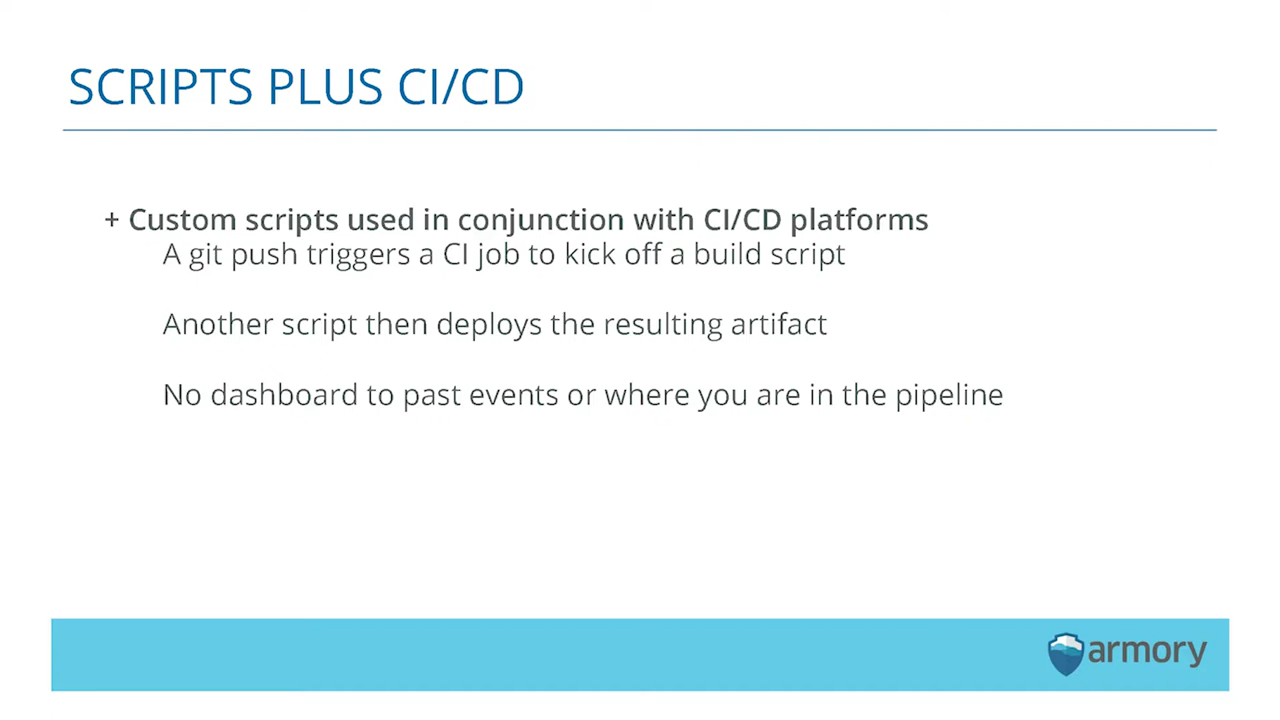 SCRIPTS PLUS CI/CD
+ Custom scripts used in conjunction with CI/CD platforms
A git push triggers a CI job to kick off a build script
Another script then deploys the resulting artifact
No dashboard to past events or where you are in the pipeline
armory